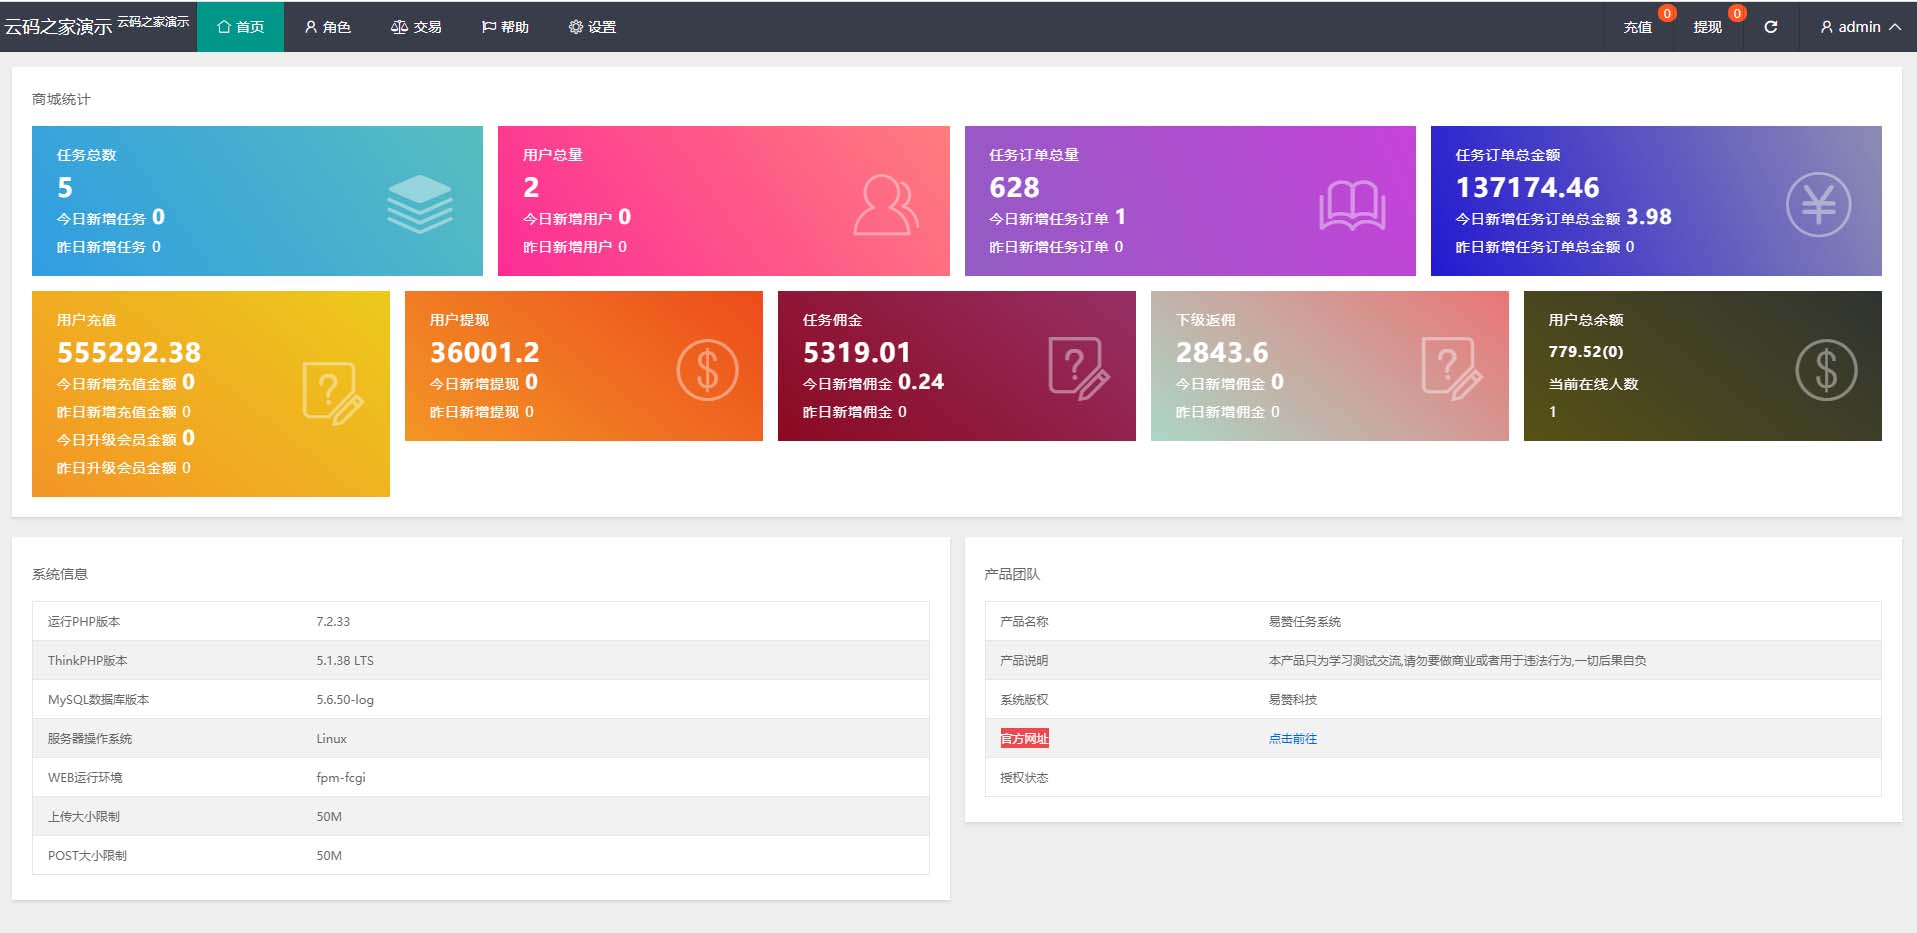 云码之家演示 云码之家演示 首页 角色 交易 帮助 设置 充值 0 提现 0 admin
商城统计
任务总数
5
今日新增任务 0
昨日新增任务 0
用户总量
2
今日新增用户 0
昨日新增用户 0
任务订单总量
628
今日新增任务订单 1
昨日新增任务订单 0
任务订单总金额
137174.46
今日新增任务订单总金额 3.98
昨日新增任务订单总金额 0
用户充值
555292.38
今日新增充值金额 0
昨日新增充值金额 0
今日升级会员金额 0
昨日升级会员金额 0
用户提现
36001.2
今日新增提现 0
昨日新增提现 0
任务佣金
5319.01
今日新增佣金 0.24
昨日新增佣金 0
下级返佣
2843.6
今日新增佣金 0
昨日新增佣金 0
用户总余额
779.52(0)
当前在线人数
1
系统信息
运行PHP版本 7.2.33
ThinkPHP版本 5.1.38 LTS
MySQL数据库版本 5.6.50-log
服务器操作系统 Linux
WEB运行环境 fpm-fcgi
上传大小限制 50M
POST大小限制 50M
产品团队
产品名称 易赞任务系统
产品说明 本产品只为学习测试交流,请勿要做商业或者用于违法行为,一切后果自负
系统版权 易赞科技
官方网址 点击前往
授权状态